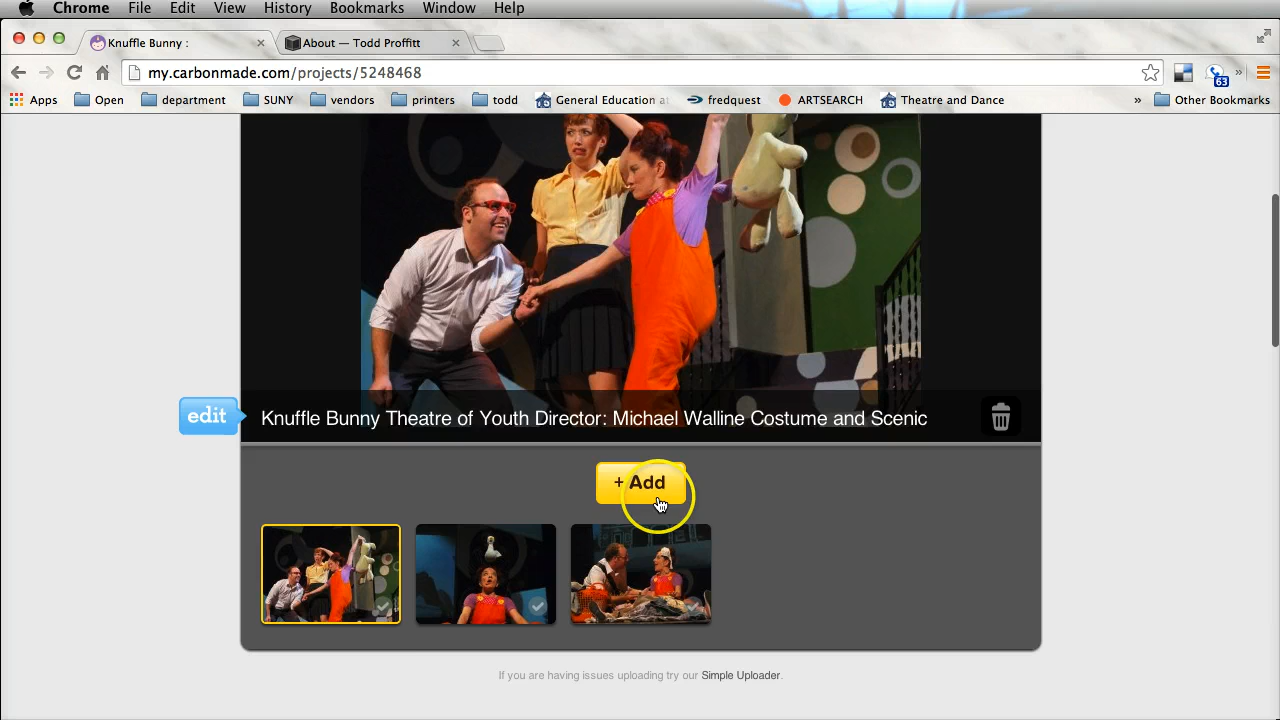 Chrome File Edit View History Bookmarks Window Help
Knuffle Bunny : About — Todd Proffitt
my.carbonmade.com/projects/5248468
Apps Open department SUNY vendors printers todd General Education at fredquest ARTSEARCH Theatre and Dance » Other Bookmarks
63 »
edit Knuffle Bunny Theatre of Youth Director: Michael Walline Costume and Scenic
+ Add
If you are having issues uploading try our Simple Uploader.